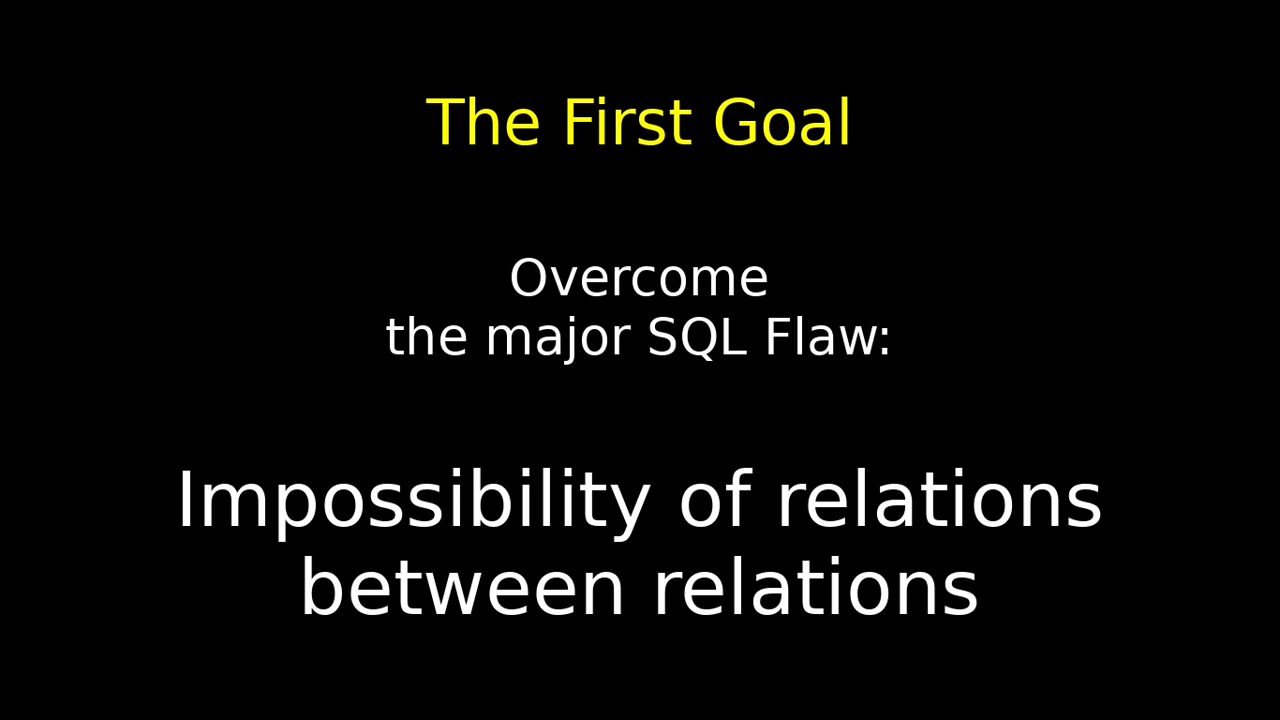 The First Goal
Overcome
the major SQL Flaw:
Impossibility of relations
between relations